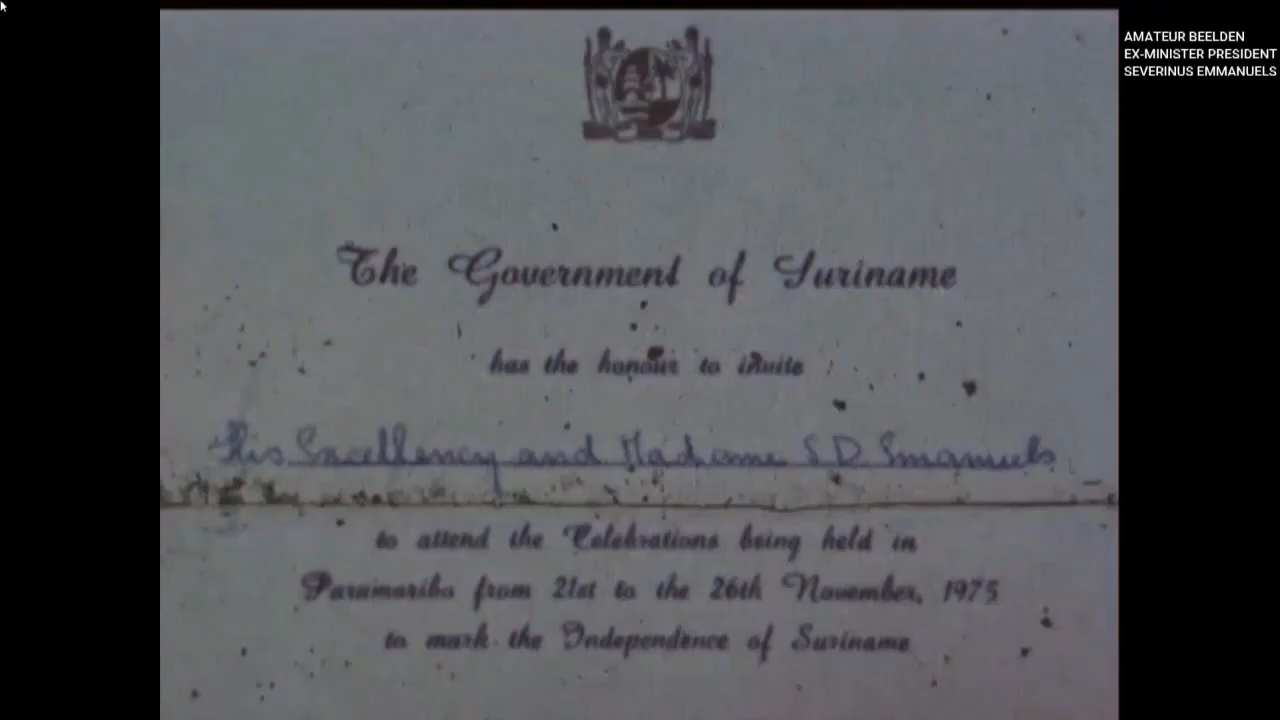 AMATEUR BEELDEN
EX-MINISTER PRESIDENT
SEVERINUS EMMANUELS
The Government of Suriname
has the honour to invite
His Excellency and Madame S.D. Emanuels
to attend the Celebrations being held in
Paramaribo from 21st to the 26th November, 1975
to mark the Independence of Suriname